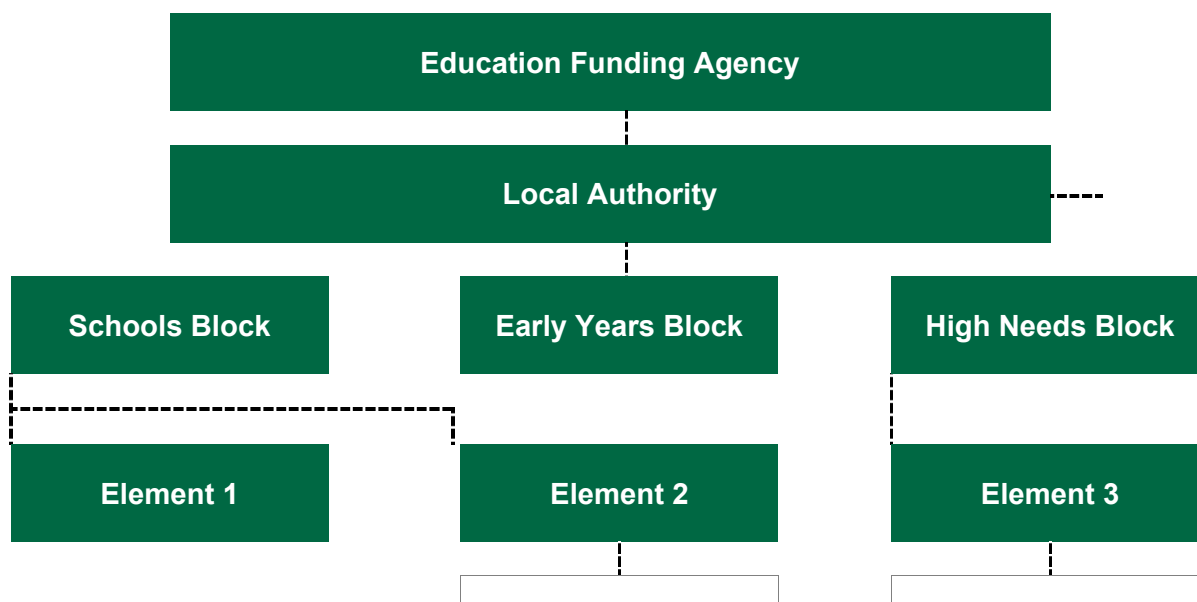 Education Funding Agency
Local Authority
Schools Block
Early Years Block
High Needs Block
Element 1
Element 2
Element 3